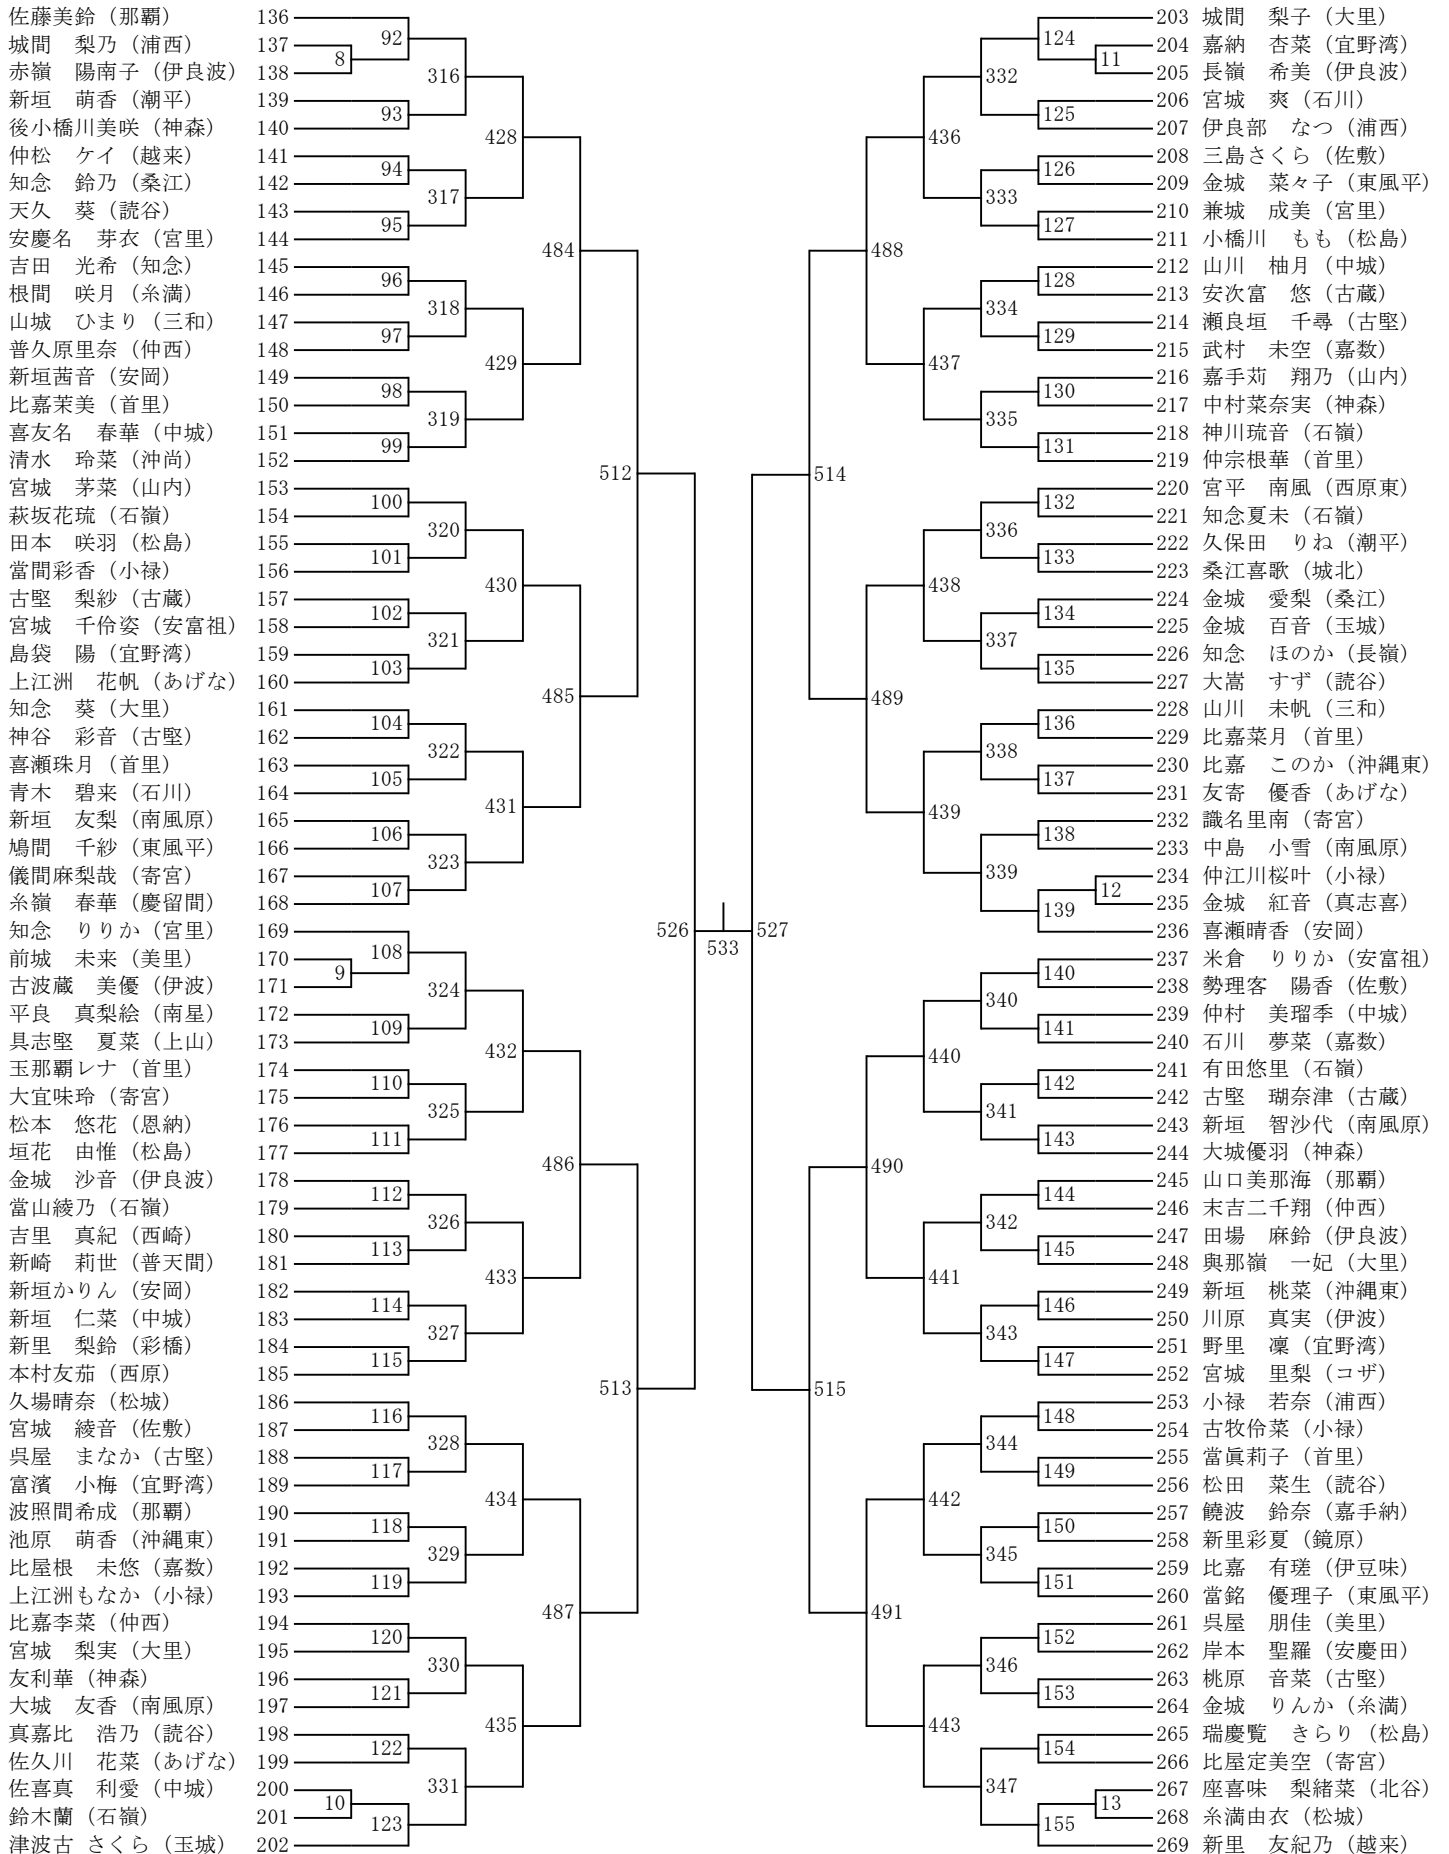 佐藤美鈴（那覇） 136
城間　梨乃（浦西） 137
赤嶺　陽南子（伊良波） 138
新垣　萌香（潮平） 139
後小橋川美咲（神森） 140
仲松　ケイ（越来） 141
知念　鈴乃（桑江） 142
天久　葵（読谷） 143
安慶名　芽衣（宮里） 144
吉田　光希（知念） 145
根間　咲月（糸満） 146
山城　ひまり（三和） 147
普久原里奈（仲西） 148
新垣茜音（安岡） 149
比嘉茉美（首里） 150
喜友名　春華（中城） 151
清水　玲菜（沖尚） 152
宮城　茅菜（山内） 153
萩坂花琉（石嶺） 154
田本　咲羽（松島） 155
當間彩香（小禄） 156
古堅　梨紗（古蔵） 157
宮城　千伶姿（安富祖） 158
島袋　陽（宜野湾） 159
上江洲　花帆（あげな） 160
知念　葵（大里） 161
神谷　彩音（古堅） 162
喜瀬珠月（首里） 163
青木　碧来（石川） 164
新垣　友梨（南風原） 165
鳩間　千紗（東風平） 166
儀間麻梨哉（寄宮） 167
糸嶺　春華（慶留間） 168
知念　りりか（宮里） 169
前城　未来（美里） 170
古波蔵　美優（伊波） 171
平良　真梨絵（南星） 172
具志堅　夏菜（上山） 173
玉那覇レナ（首里） 174
大宜味玲（寄宮） 175
松本　悠花（恩納） 176
垣花　由惟（松島） 177
金城　沙音（伊良波） 178
當山綾乃（石嶺） 179
吉里　真紀（西崎） 180
新崎　莉世（普天間） 181
新垣かりん（安岡） 182
新垣　仁菜（中城） 183
新里　梨鈴（彩橋） 184
本村友茄（西原） 185
久場晴奈（松城） 186
宮城　綾音（佐敷） 187
呉屋　まなか（古堅） 188
富濱　小梅（宜野湾） 189
波照間希成（那覇） 190
池原　萌香（沖縄東） 191
比屋根　未悠（嘉数） 192
上江洲もなか（小禄） 193
比嘉李菜（仲西） 194
宮城　梨実（大里） 195
友利華（神森） 196
大城　友香（南風原） 197
真嘉比　浩乃（読谷） 198
佐久川　花菜（あげな） 199
佐喜真　利愛（中城） 200
鈴木蘭（石嶺） 201
津波古 さくら（玉城） 202
8
9
10
92
93
94
95
96
97
98
99
100
101
102
103
104
105
106
107
108
109
110
111
112
113
114
115
116
117
118
119
120
121
122
123
316
317
318
319
320
321
322
323
324
325
326
327
328
329
330
331
428
429
430
431
432
433
434
435
484
485
486
487
512
513
526
533
527
514
515
488
489
490
491
436
437
438
439
440
441
442
443
332
333
334
335
336
337
338
339
340
341
342
343
344
345
346
347
124
125
126
127
128
129
130
131
132
133
134
135
136
137
138
139
140
141
142
143
144
145
146
147
148
149
150
151
152
153
154
155
11
12
13
203 城間　梨子（大里）
204 嘉納　杏菜（宜野湾）
205 長嶺　希美（伊良波）
206 宮城　爽（石川）
207 伊良部　なつ（浦西）
208 三島さくら（佐敷）
209 金城　菜々子（東風平）
210 兼城　成美（宮里）
211 小橋川　もも（松島）
212 山川　柚月（中城）
213 安次富　悠（古蔵）
214 瀬良垣　千尋（古堅）
215 武村　未空（嘉数）
216 嘉手苅　翔乃（山内）
217 中村菜奈実（神森）
218 神川琉音（石嶺）
219 仲宗根華（首里）
220 宮平　南風（西原東）
221 知念夏未（石嶺）
222 久保田　りね（潮平）
223 桑江喜歌（城北）
224 金城　愛梨（桑江）
225 金城　百音（玉城）
226 知念　ほのか（長嶺）
227 大嵩　すず（読谷）
228 山川　未帆（三和）
229 比嘉菜月（首里）
230 比嘉　このか（沖縄東）
231 友寄　優香（あげな）
232 識名里南（寄宮）
233 中島　小雪（南風原）
234 仲江川桜叶（小禄）
235 金城　紅音（真志喜）
236 喜瀬晴香（安岡）
237 米倉　りりか（安富祖）
238 勢理客　陽香（佐敷）
239 仲村　美瑠季（中城）
240 石川　夢菜（嘉数）
241 有田悠里（石嶺）
242 古堅　瑚奈津（古蔵）
243 新垣　智沙代（南風原）
244 大城優羽（神森）
245 山口美那海（那覇）
246 末吉二千翔（仲西）
247 田場　麻鈴（伊良波）
248 與那嶺　一妃（大里）
249 新垣　桃菜（沖縄東）
250 川原　真実（伊波）
251 野里　凜（宜野湾）
252 宮城　里梨（コザ）
253 小禄　若奈（浦西）
254 古牧伶菜（小禄）
255 當眞莉子（首里）
256 松田　菜生（読谷）
257 饒波　鈴奈（嘉手納）
258 新里彩夏（鏡原）
259 比嘉　有瑳（伊豆味）
260 當銘　優理子（東風平）
261 呉屋　朋佳（美里）
262 岸本　聖羅（安慶田）
263 桃原　音菜（古堅）
264 金城　りんか（糸満）
265 瑞慶覧　きらり（松島）
266 比屋定美空（寄宮）
267 座喜味　梨緒菜（北谷）
268 糸満由衣（松城）
269 新里　友紀乃（越来）